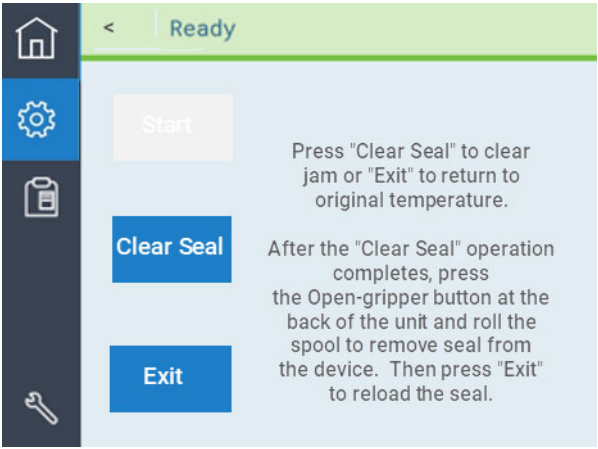 < Ready
Start
Press "Clear Seal" to clear
jam or "Exit" to return to
original temperature.
Clear Seal
After the "Clear Seal" operation
completes, press
the Open-gripper button at the
back of the unit and roll the
spool to remove seal from
the device. Then press "Exit"
to reload the seal.
Exit